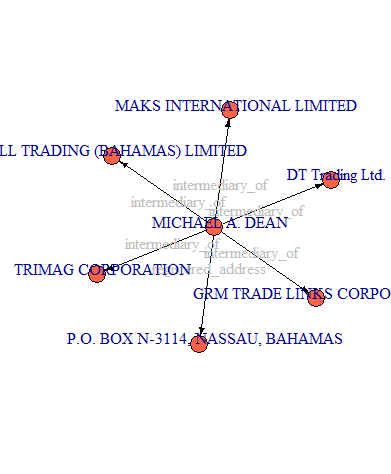 MAKS INTERNATIONAL LIMITED
LL TRADING (BAHAMAS) LIMITED
DT Trading Ltd.
intermediary_of
intermediary_of
intermediary_of
MICHAEL A. DEAN
intermediary_of
intermediary_of
TRIMAG CORPORATION
registered_address
GRM TRADE LINKS CORPO
P.O. BOX N-3114, NASSAU, BAHAMAS